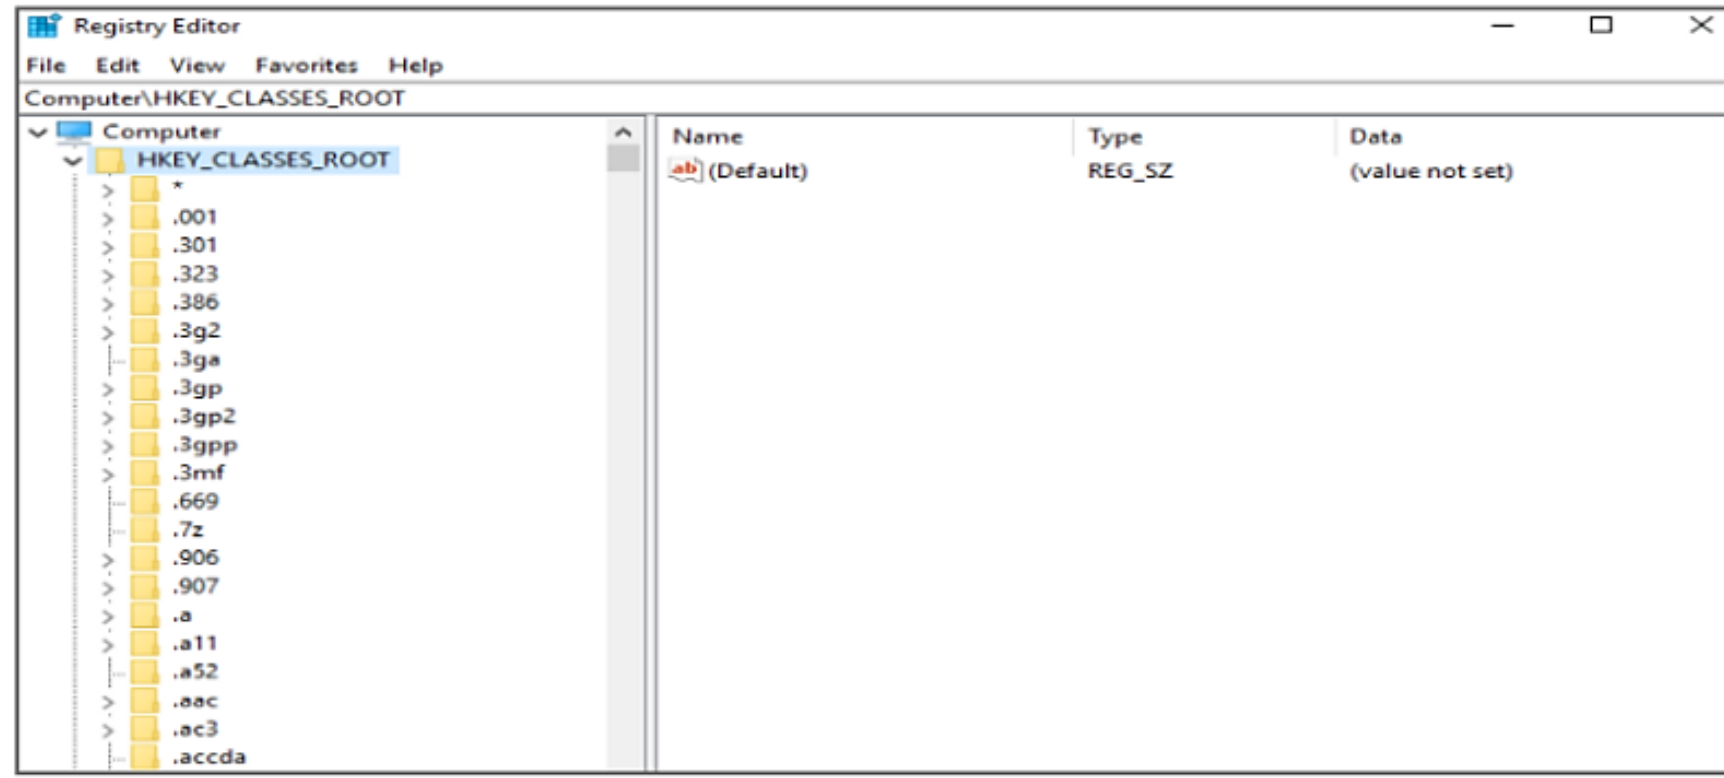 Registry Editor
File Edit View Favorites Help
Computer\HKEY_CLASSES_ROOT
Computer
HKEY_CLASSES_ROOT
*
.001
.301
.323
.386
.3g2
.3ga
.3gp
.3gp2
.3gpp
.3mf
.669
.7z
.906
.907
.a
.a11
.a52
.aac
.ac3
.accda
Name Type Data
ab (Default) REG_SZ (value not set)